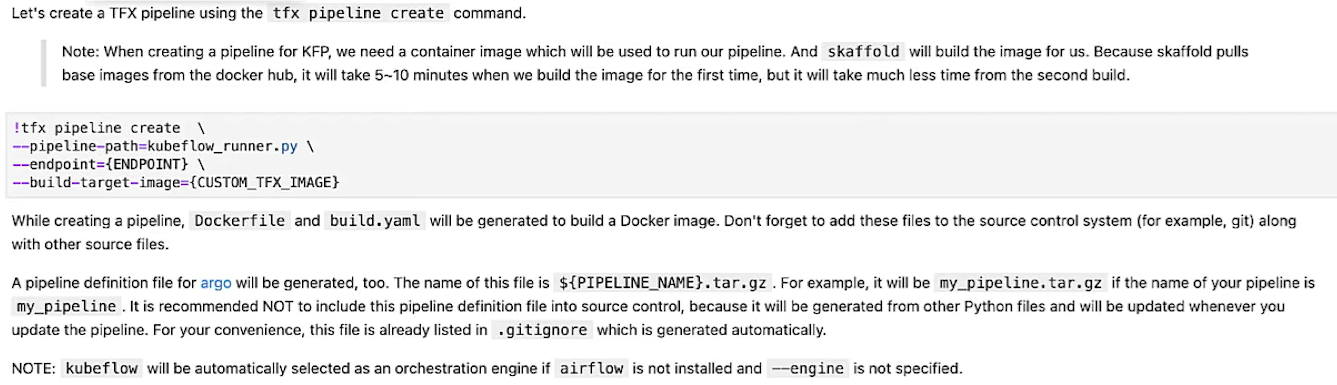 Let's create a TFX pipeline using the tfx pipeline create command.
Note: When creating a pipeline for KFP, we need a container image which will be used to run our pipeline. And skaffold will build the image for us. Because skaffold pulls
base images from the docker hub, it will take 5~10 minutes when we build the image for the first time, but it will take much less time from the second build.
!tfx pipeline create  \
--pipeline-path=kubeflow_runner.py \
--endpoint={ENDPOINT} \
--build-target-image={CUSTOM_TFX_IMAGE}
While creating a pipeline, Dockerfile and build.yaml will be generated to build a Docker image. Don't forget to add these files to the source control system (for example, git) along
with other source files.
A pipeline definition file for argo will be generated, too. The name of this file is ${PIPELINE_NAME}.tar.gz. For example, it will be my_pipeline.tar.gz if the name of your pipeline is
my_pipeline. It is recommended NOT to include this pipeline definition file into source control, because it will be generated from other Python files and will be updated whenever you
update the pipeline. For your convenience, this file is already listed in .gitignore which is generated automatically.
NOTE: kubeflow will be automatically selected as an orchestration engine if airflow is not installed and --engine is not specified.